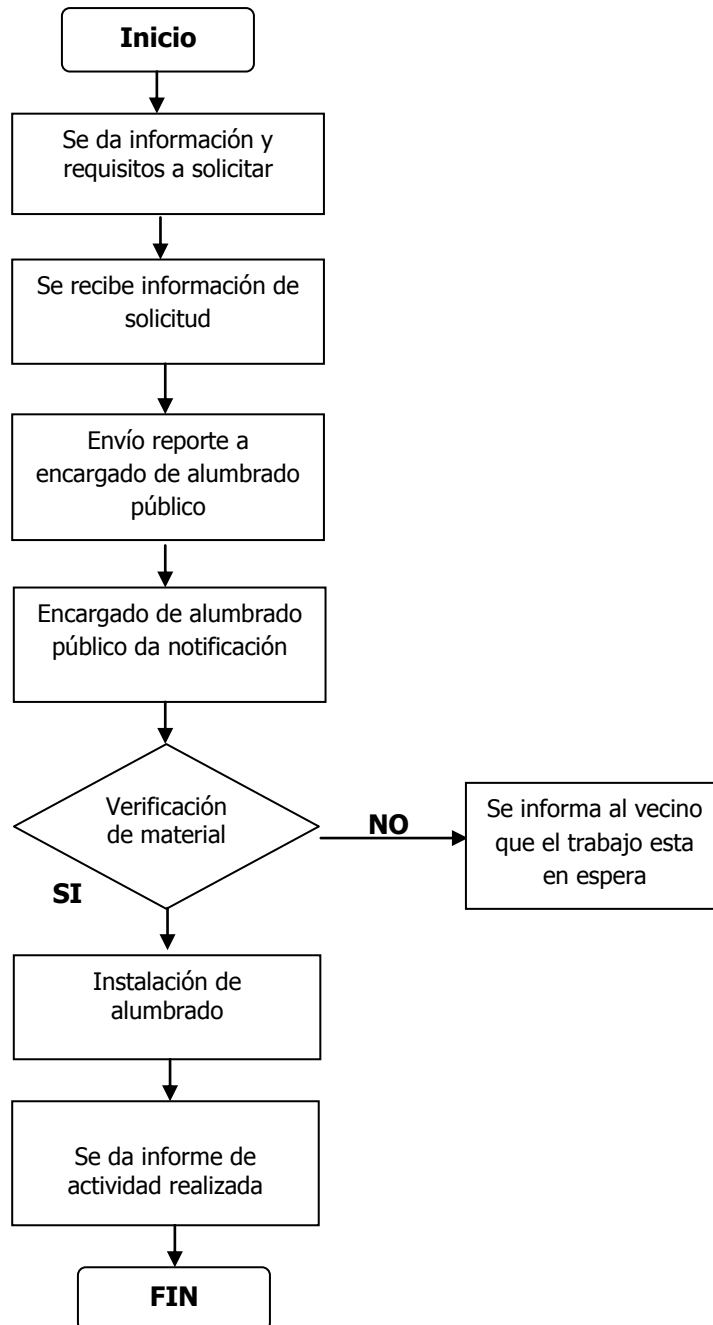 Inicio
Se da información y
requisitos a solicitar
Se recibe información de
solicitud
Envío reporte a
encargado de alumbrado
público
Encargado de alumbrado
público da notificación
Verificación
de material
NO
Se informa al vecino
que el trabajo esta
en espera
SI
Instalación de
alumbrado
Se da informe de
actividad realizada
FIN